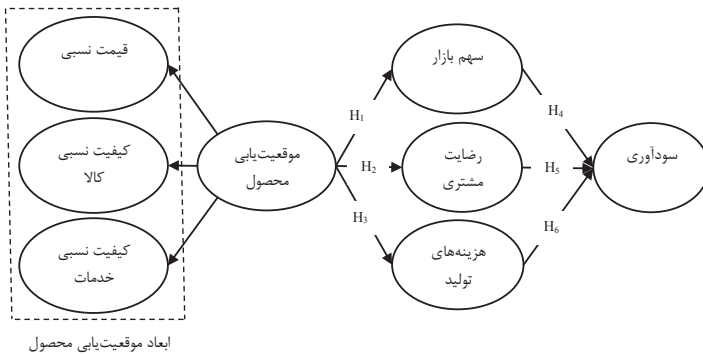 قیمت نسبی
کیفیت نسبی
کالا
کیفیت نسبی
خدمات
ابعاد موقعیت‌یابی محصول
موقعیت‌یابی
محصول
H1
H2
H3
سهم بازار
رضایت
مشتری
هزینه‌های
تولید
H4
H5
H6
سودآوری